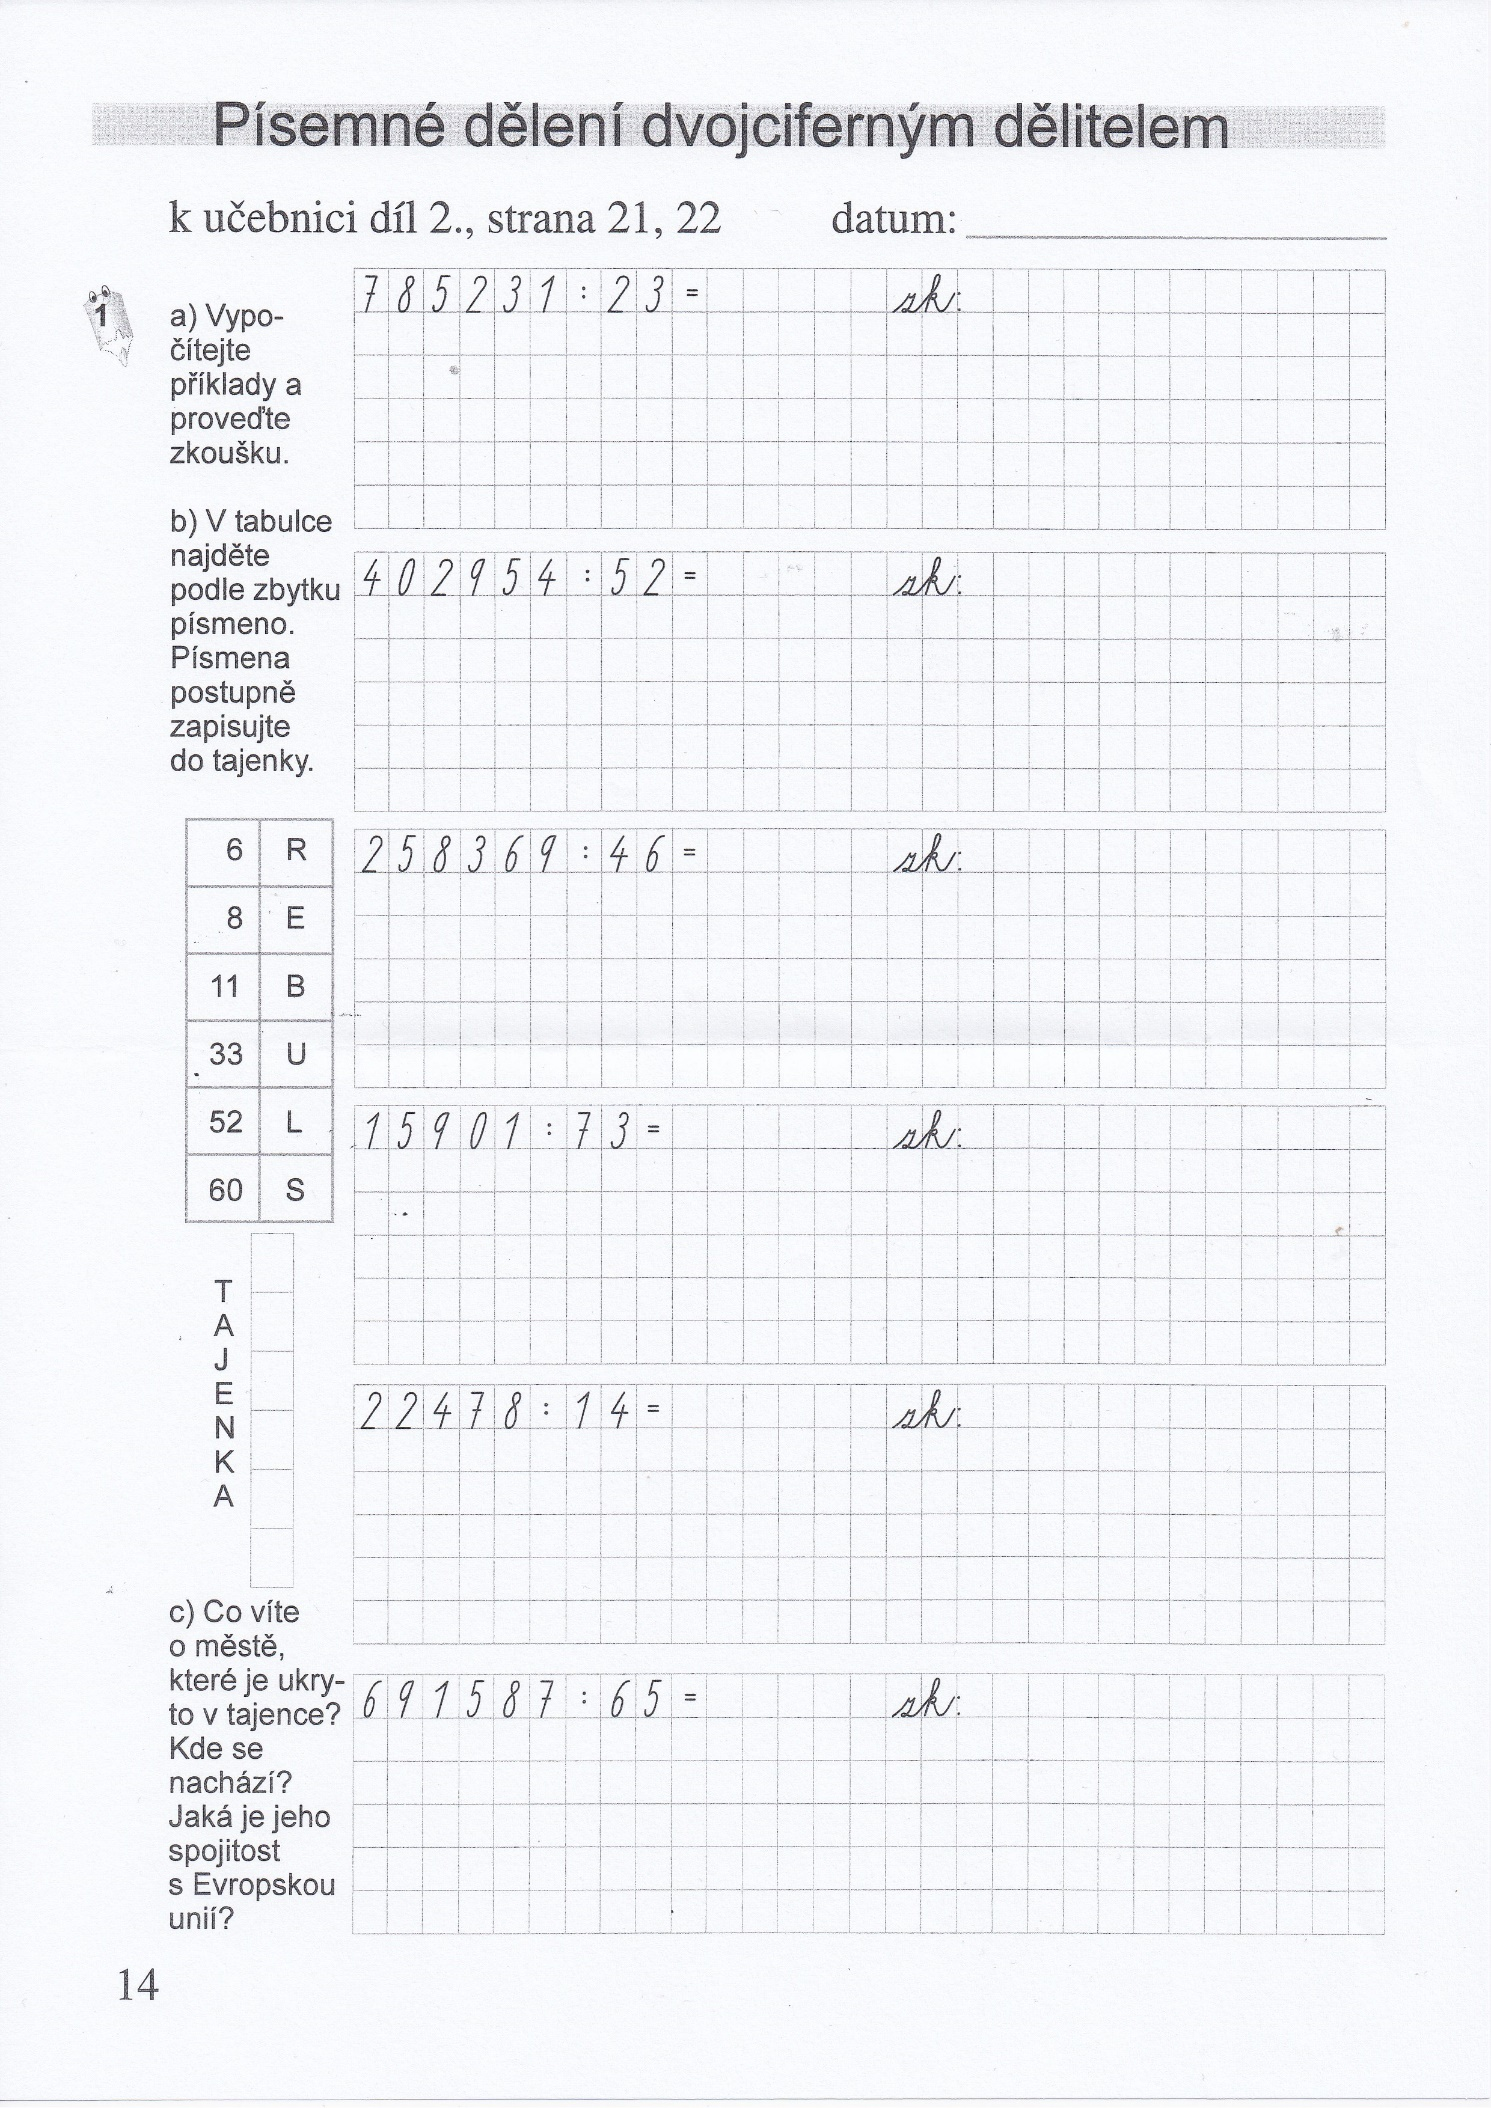 Písemné dělení dvojciferným dělitelem
k učebnici díl 2., strana 21, 22 datum:
1
a) Vypo-
čítejte
příklady a
proveďte
zkoušku.
b) V tabulce
najděte
podle zbytku
písmeno.
Písmena
postupně
zapisujte
do tajenky.
6 R
8 E
11 B
33 U
52 L
60 S
T
A
J
E
N
K
A
c) Co víte
o městě,
které je ukry-
to v tajence?
Kde se
nachází?
Jaká je jeho
spojitost
s Evropskou
unií?
785231 : 23 = zk:
402954 : 52 = zk:
258369 : 46 = zk:
15901 : 73 = zk:
22478 : 14 = zk:
691587 : 65 = zk:
14